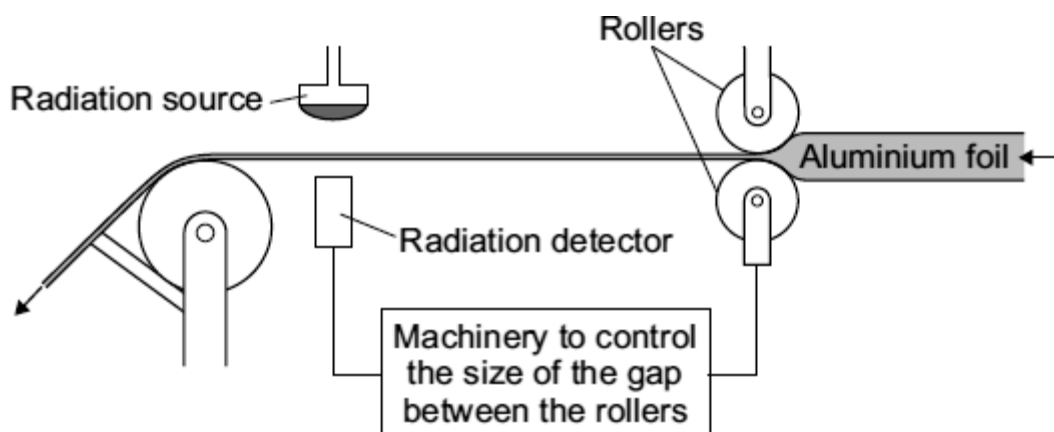 Rollers
Radiation source
Aluminium foil
Radiation detector
Machinery to control
the size of the gap
between the rollers